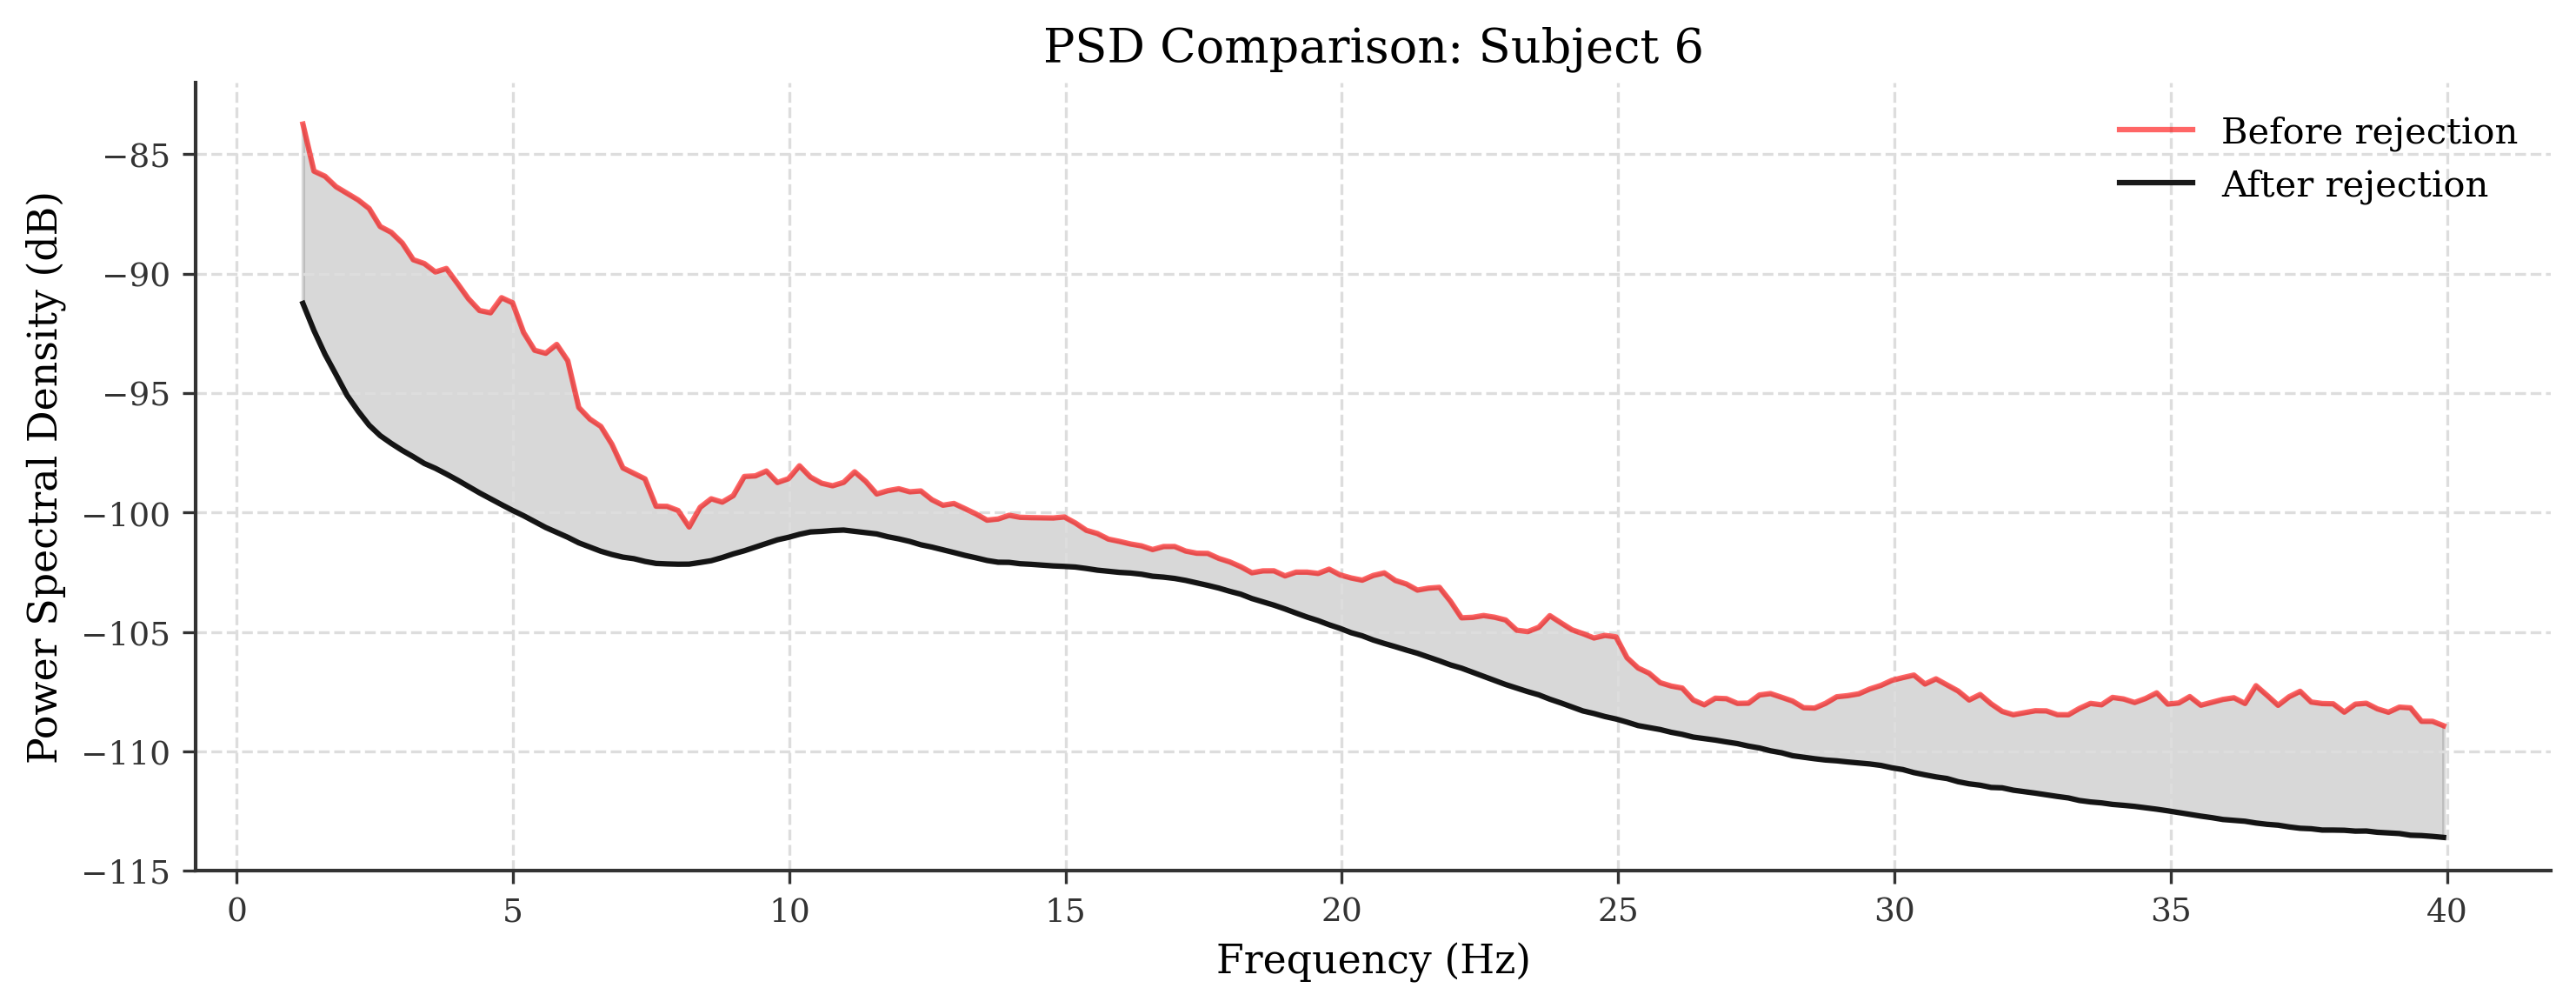 PSD Comparison: Subject 6
Before rejection
After rejection
Power Spectral Density (dB)
−85
−90
−95
−100
−105
−110
−115
0 5 10 15 20 25 30 35 40
Frequency (Hz)